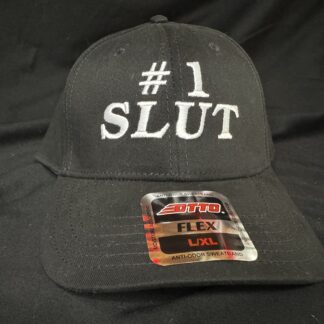 # 1
SLUT
OTTO
FLEX
L/XL
ANTI-ODOR SWEATBAND